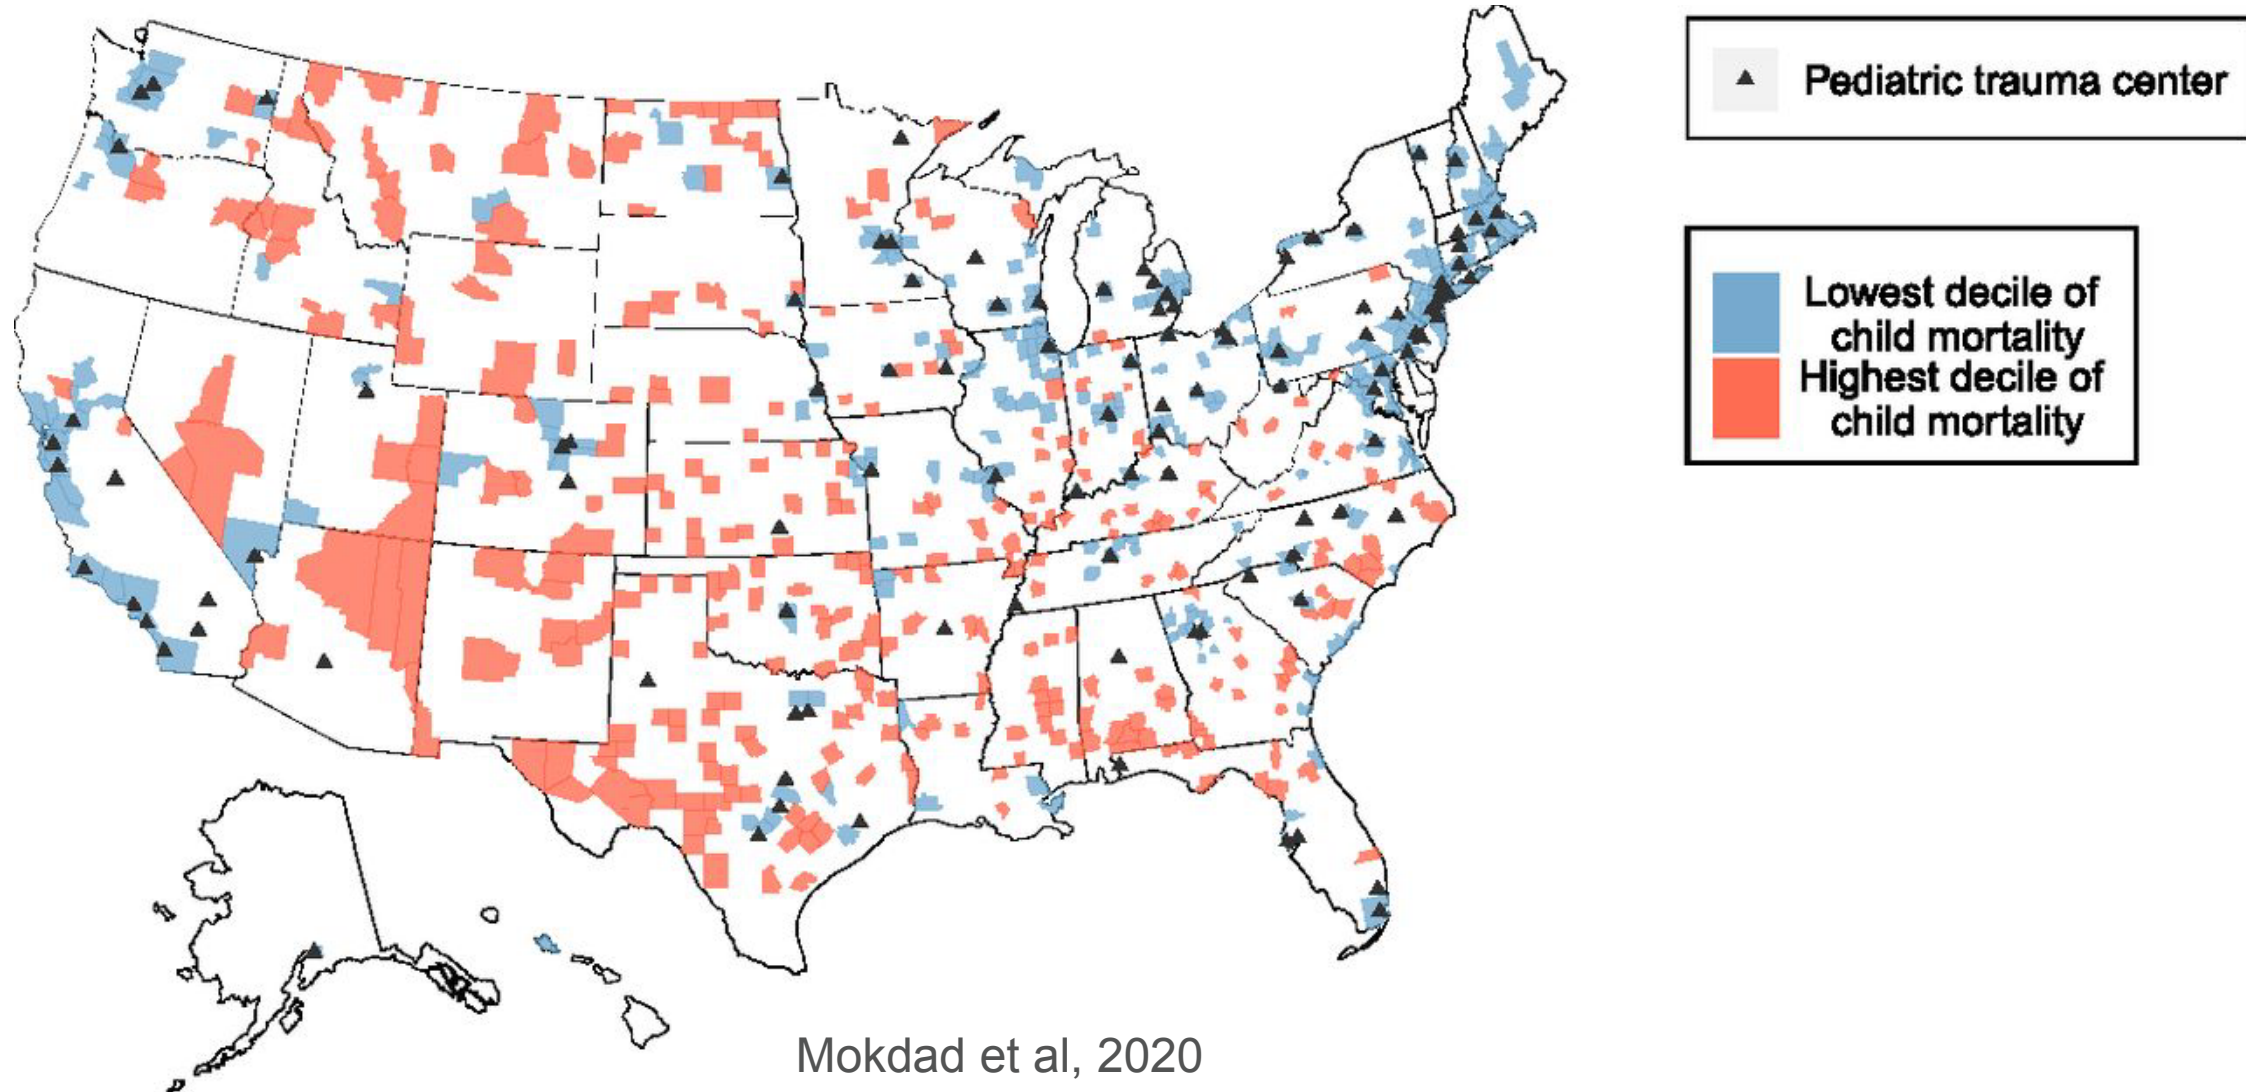 Pediatric trauma center
Lowest decile of
child mortality
Highest decile of
child mortality
Mokdad et al, 2020